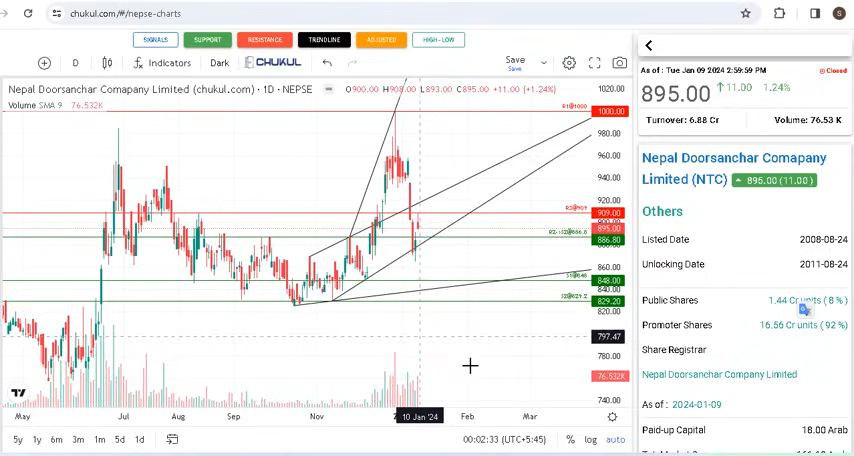 chukul.com/#/nepse-charts
S
SIGNALS SUPPORT RESISTANCE TRENDLINE ADJUSTED HIGH-LOW
D Indicators Dark CHUKUL Save
Save
Nepal Doorsanchar Comapany Limited (chukul.com) · 1D · NEPSE O900.00 H908.00 L893.00 C895.00 +11.00 (+1.24%)
Volume SMA 9 76.532K
1020.00
R1@1000 1000.00
980.00
960.00
940.00
920.00
R3@909 909.00
895.00
886.80
860.00
848.00
840.00
829.20
797.47
780.00
76.532K
740.00
May Jul Aug Sep Nov 10 Jan '24 Feb Mar
5y 1y 6m 3m 1m 5d 1d 00:02:33 (UTC+5:45) % log auto
As of : Tue Jan 09 2024 2:59:59 PM Closed
895.00 11.00 1.24%
Turnover: 6.88 Cr Volume: 76.53 K
Nepal Doorsanchar Comapany
Limited (NTC) 895.00 (11.00 )
Others
Listed Date 2008-08-24
Unlocking Date 2011-08-24
Public Shares 1.44 Cr units ( 8 % )
Promoter Shares 16.56 Cr units ( 92 % )
Share Registrar
Nepal Doorsanchar Company Limited
As of : 2024-01-09
Paid-up Capital 18.00 Arab